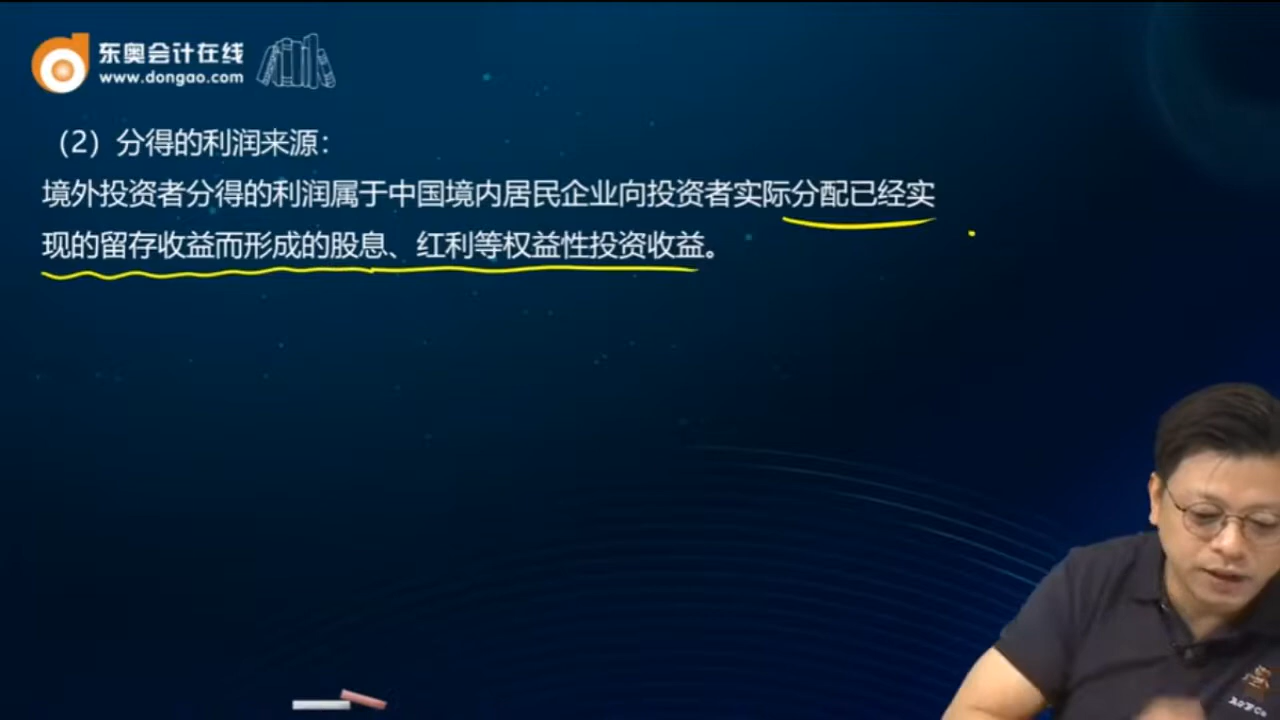 东奥会计在线
www.dongao.com
（2）分得的利润来源：
境外投资者分得的利润属于中国境内居民企业向投资者实际分配已经实
现的留存收益而形成的股息、红利等权益性投资收益。